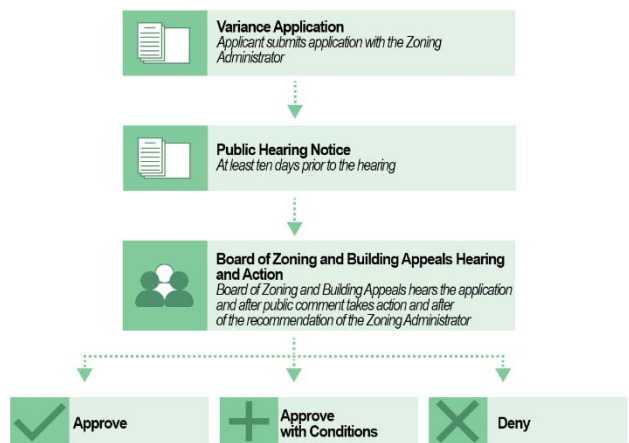 Variance Application
Applicant submits application with the Zoning
Administrator
Public Hearing Notice
At least ten days prior to the hearing
Board of Zoning and Building Appeals Hearing
and Action
Board of Zoning and Building Appeals hears the application
and after public comment takes action and after
of the recommendation of the Zoning Administrator
Approve
Approve
with Conditions
Deny